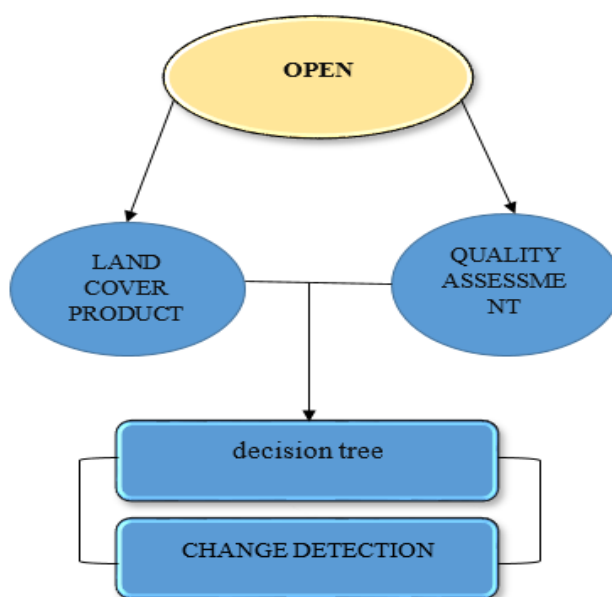 OPEN
LAND
COVER
PRODUCT
QUALITY
ASSESSME
NT
decision tree
CHANGE DETECTION